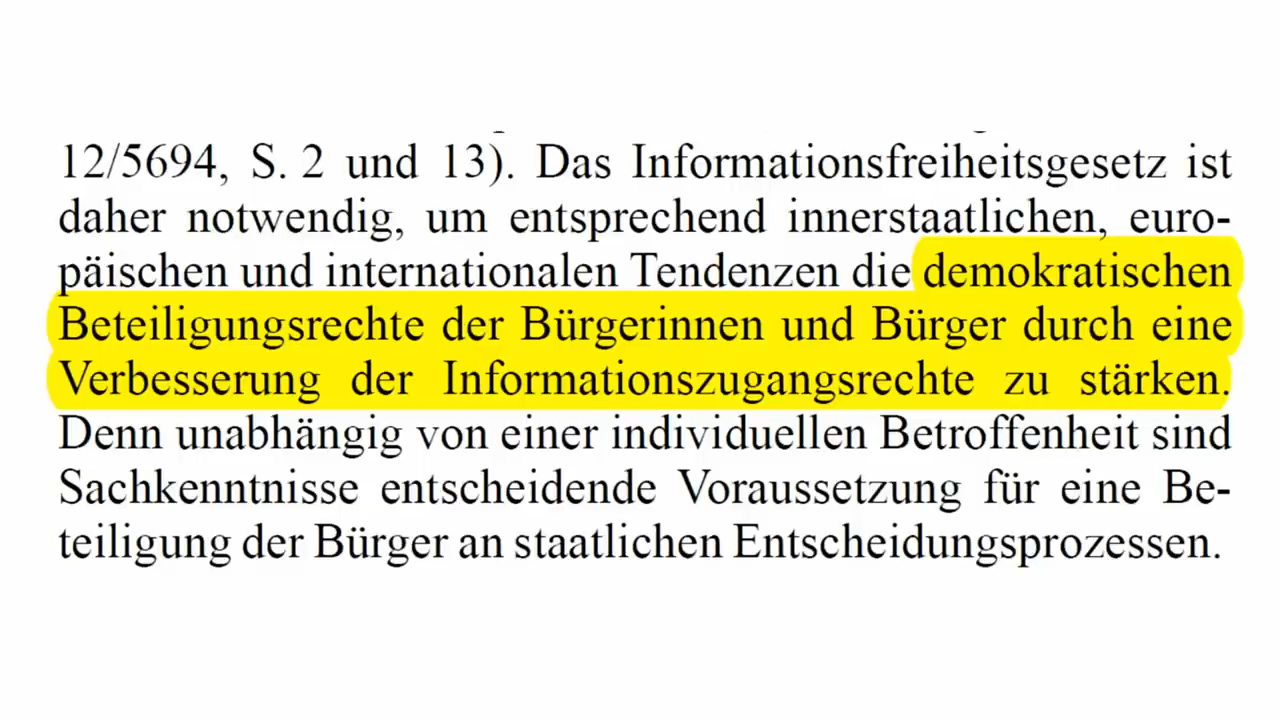 12/5694, S. 2 und 13). Das Informationsfreiheitsgesetz ist
daher notwendig, um entsprechend innerstaatlichen, euro-
päischen und internationalen Tendenzen die demokratischen
Beteiligungsrechte der Bürgerinnen und Bürger durch eine
Verbesserung der Informationszugangsrechte zu stärken.
Denn unabhängig von einer individuellen Betroffenheit sind
Sachkenntnisse entscheidende Voraussetzung für eine Be-
teiligung der Bürger an staatlichen Entscheidungsprozessen.